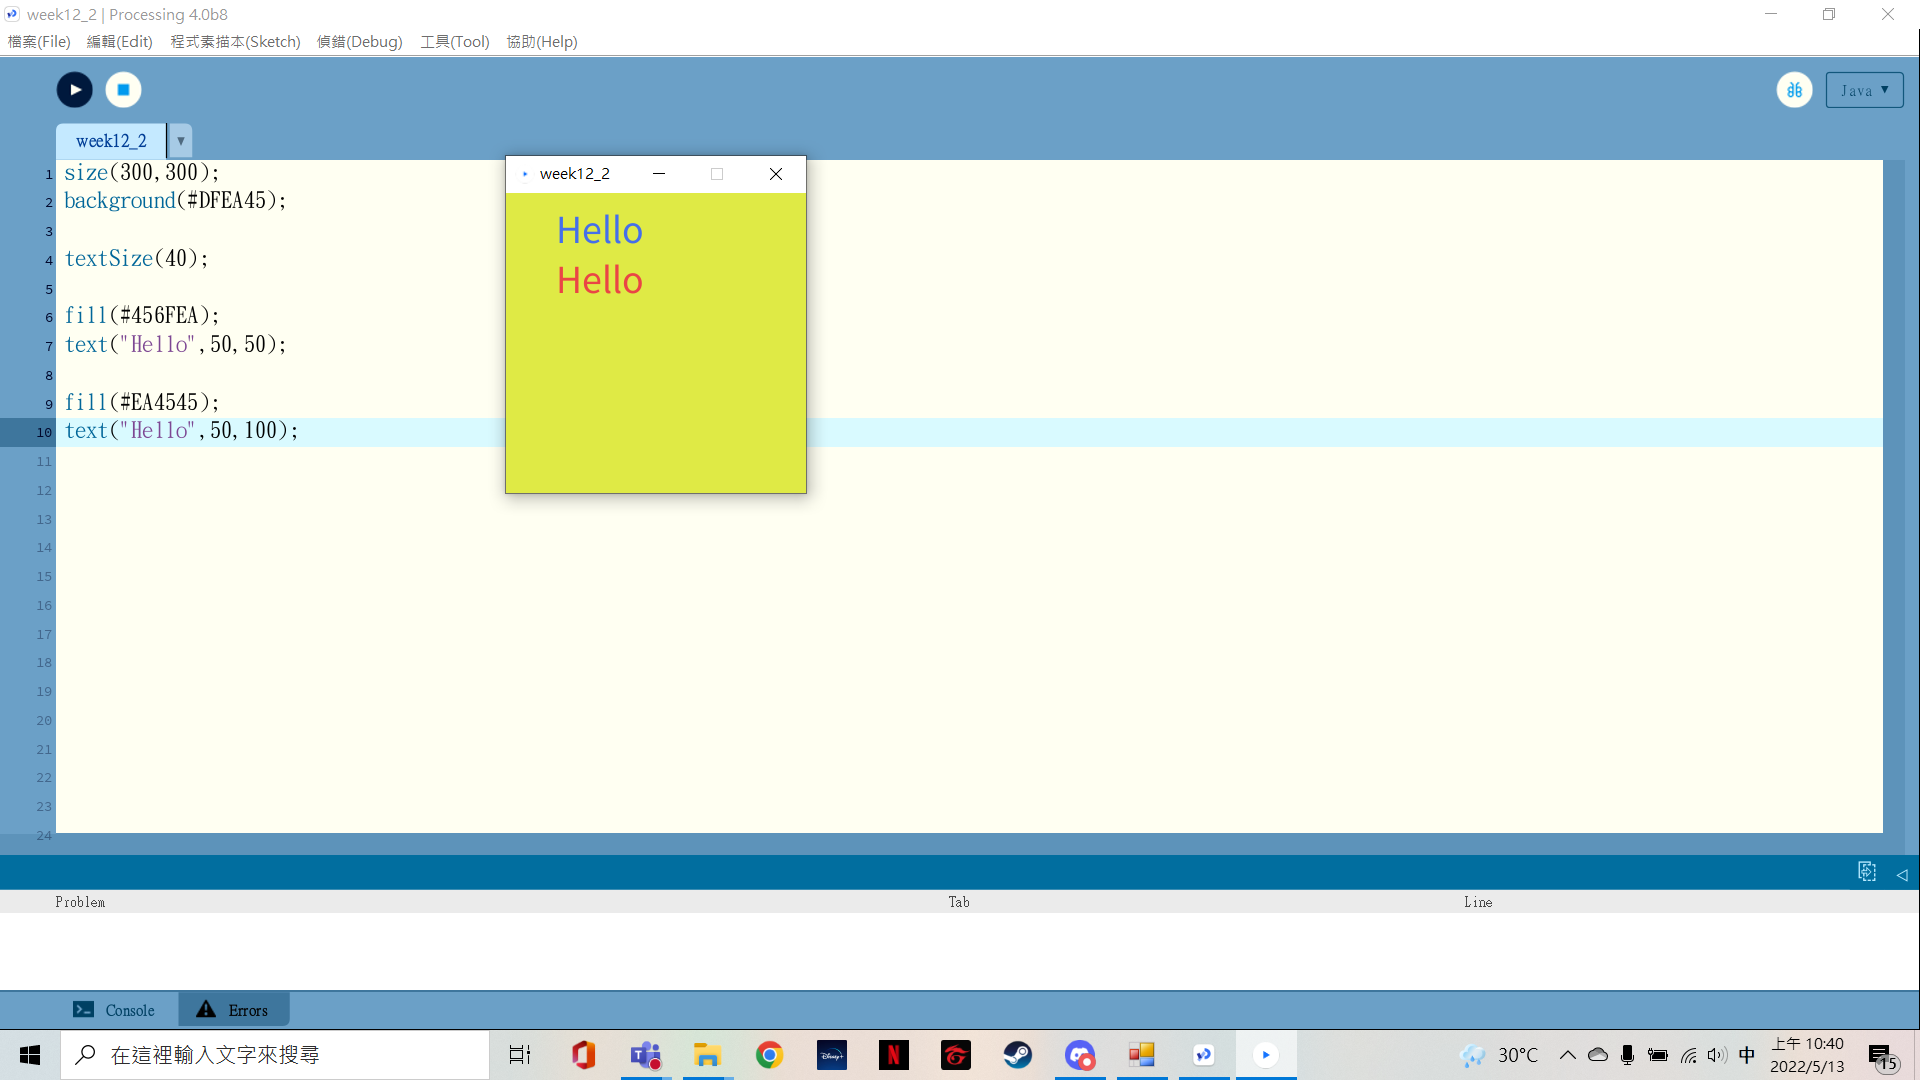 week12_2 | Processing 4.0b8
檔案(File) 編輯(Edit) 程式素描本(Sketch) 偵錯(Debug) 工具(Tool) 協助(Help)
Java ▼
week12_2 ▼
1 size(300,300);
2 background(#DFEA45);
3
4 textSize(40);
5
6 fill(#456FEA);
7 text("Hello",50,50);
8
9 fill(#EA4545);
10 text("Hello",50,100);
11
12
13
14
15
16
17
18
19
20
21
22
23
24
week12_2
Hello
Hello
Problem Tab Line
Console Errors
在這裡輸入文字來搜尋
Disney+
N
30°C
中
上午 10:40
2022/5/13
15